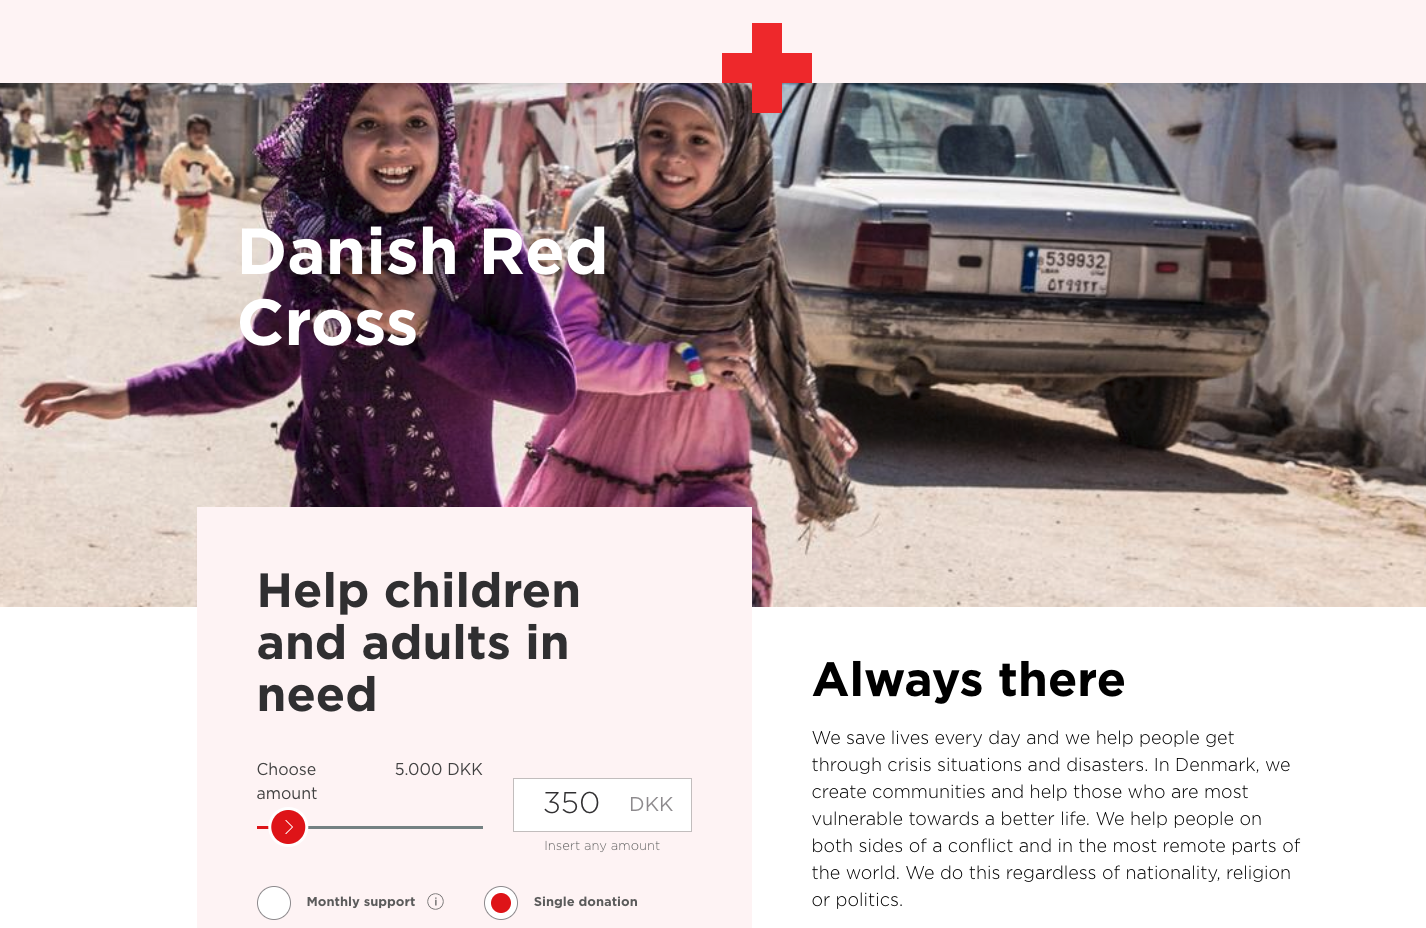 539932
LIBAN
٥٣٩٩٣٢
Danish Red
Cross
Help children
and adults in
need
Choose
amount
5.000 DKK
350 DKK
Insert any amount
Monthly support
Single donation
Always there
We save lives every day and we help people get
through crisis situations and disasters. In Denmark, we
create communities and help those who are most
vulnerable towards a better life. We help people on
both sides of a conflict and in the most remote parts of
the world. We do this regardless of nationality, religion
or politics.